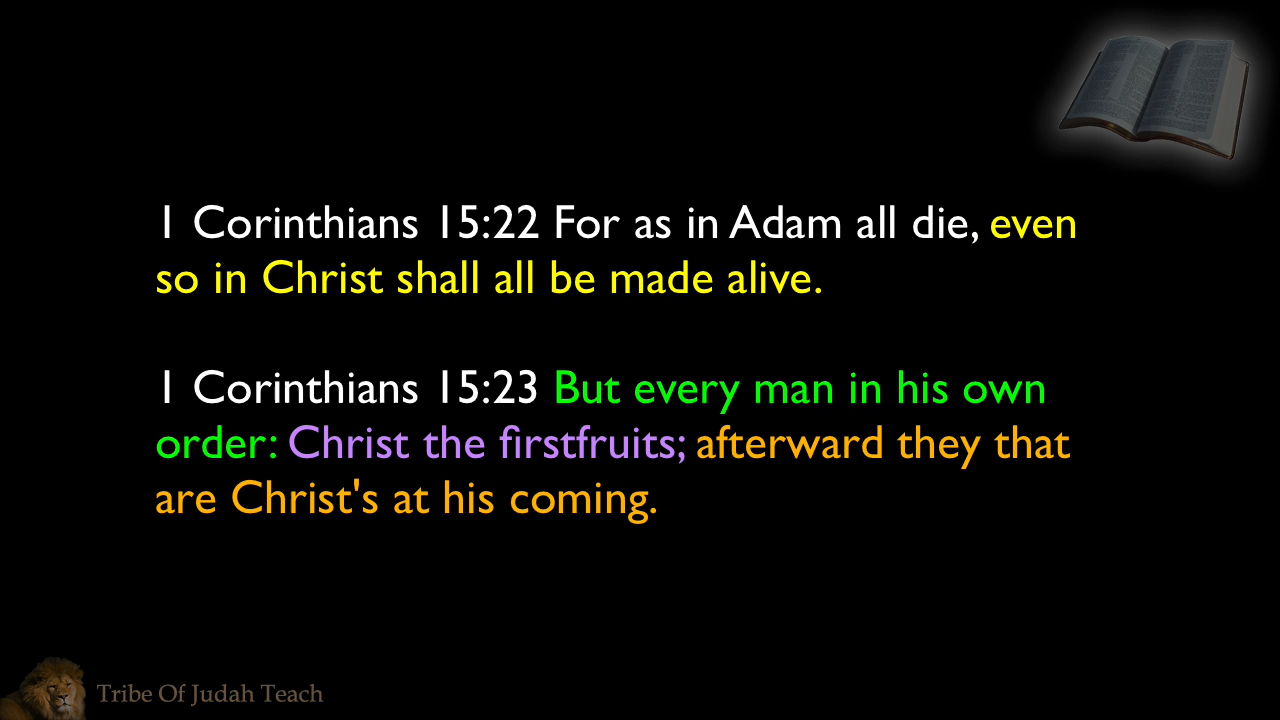 1 Corinthians 15:22 For as in Adam all die, even
so in Christ shall all be made alive.
1 Corinthians 15:23 But every man in his own
order: Christ the firstfruits; afterward they that
are Christ's at his coming.
Tribe Of Judah Teach